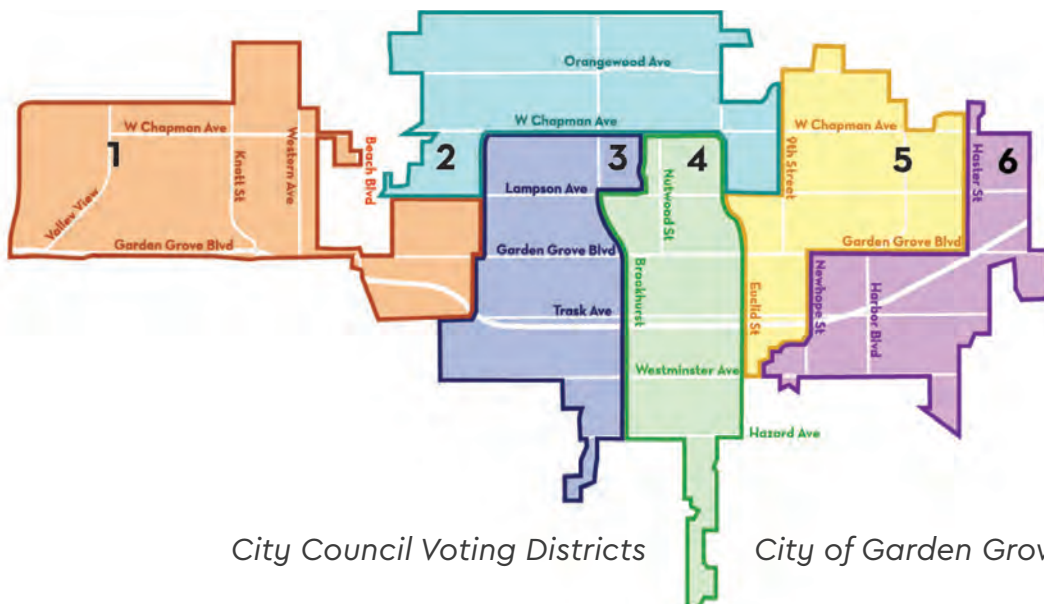 Orangewood Ave
W Chapman Ave
W Chapman Ave
W Chapman Ave
1
2
3
4
5
6
Valley View
Knott St
Western Ave
Beach Blvd
Lampson Ave
Nutwood St
9th Street
Haster St
Garden Grove Blvd
Garden Grove Blvd
Garden Grove Blvd
Brookhurst
Euclid St
Newhope St
Harbor Blvd
Trask Ave
Westminster Ave
Hazard Ave
City Council Voting Districts
City of Garden Grov